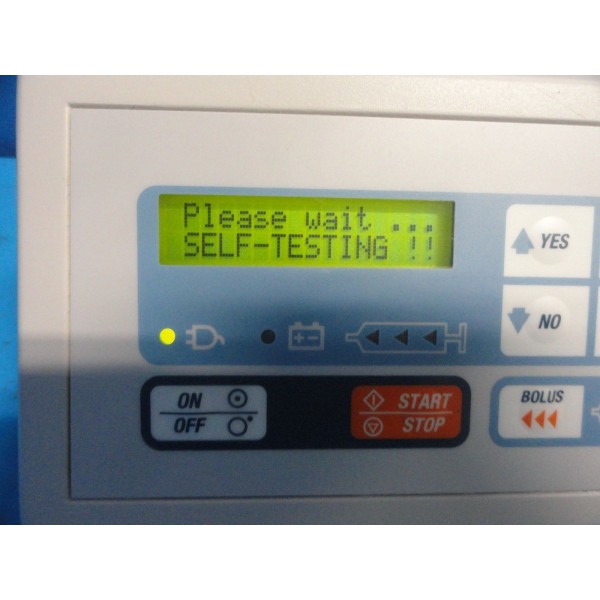 Please wait ...
SELF-TESTING !!
YES
NO
ON
OFF
START
STOP
BOLUS